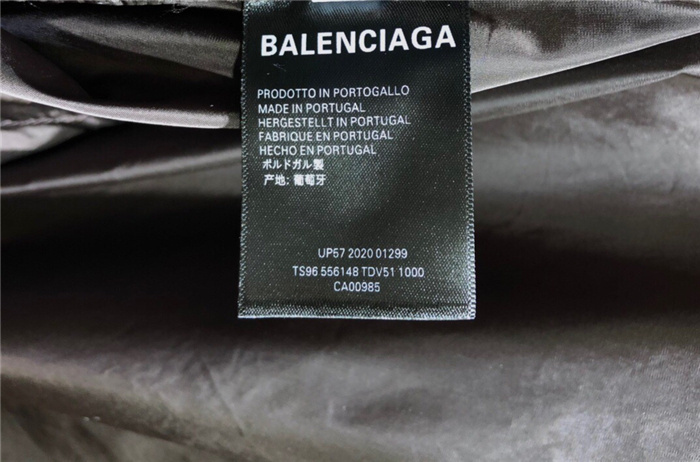 BALENCIAGA
PRODOTTO IN PORTOGALLO
MADE IN PORTUGAL
HERGESTELLT IN PORTUGAL
FABRIQUE EN PORTUGAL
HECHO EN PORTUGAL
ポルドガル製
产地: 葡萄牙
UP57 2020 01299
TS96 556148 TDV51 1000
CA00985